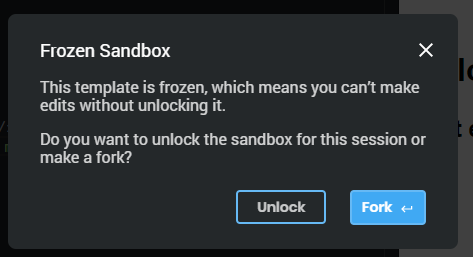 Frozen Sandbox
This template is frozen, which means you can't make
edits without unlocking it.
Do you want to unlock the sandbox for this session or
make a fork?
Unlock
Fork